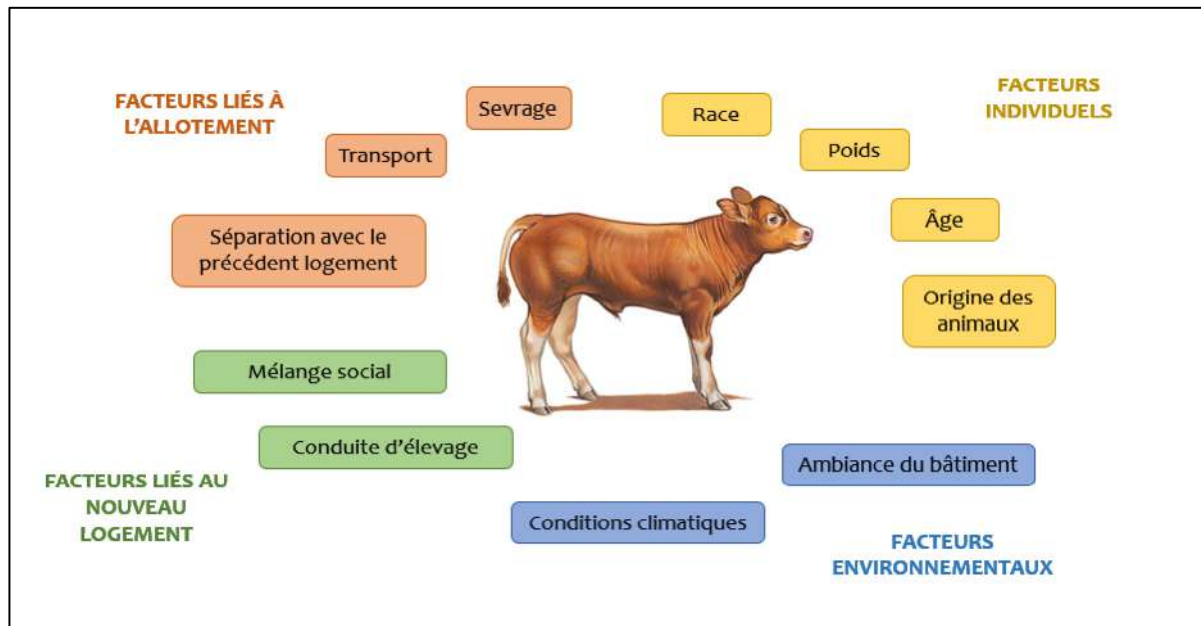 FACTEURS LIÉS À
L'ALLOTEMENT
Sevrage
Transport
Séparation avec le
précédent logement
Race
Poids
Âge
Origine des
animaux
FACTEURS
INDIVIDUELS
Mélange social
Conduite d'élevage
FACTEURS LIÉS AU
NOUVEAU
LOGEMENT
Ambiance du bâtiment
Conditions climatiques
FACTEURS
ENVIRONNEMENTAUX